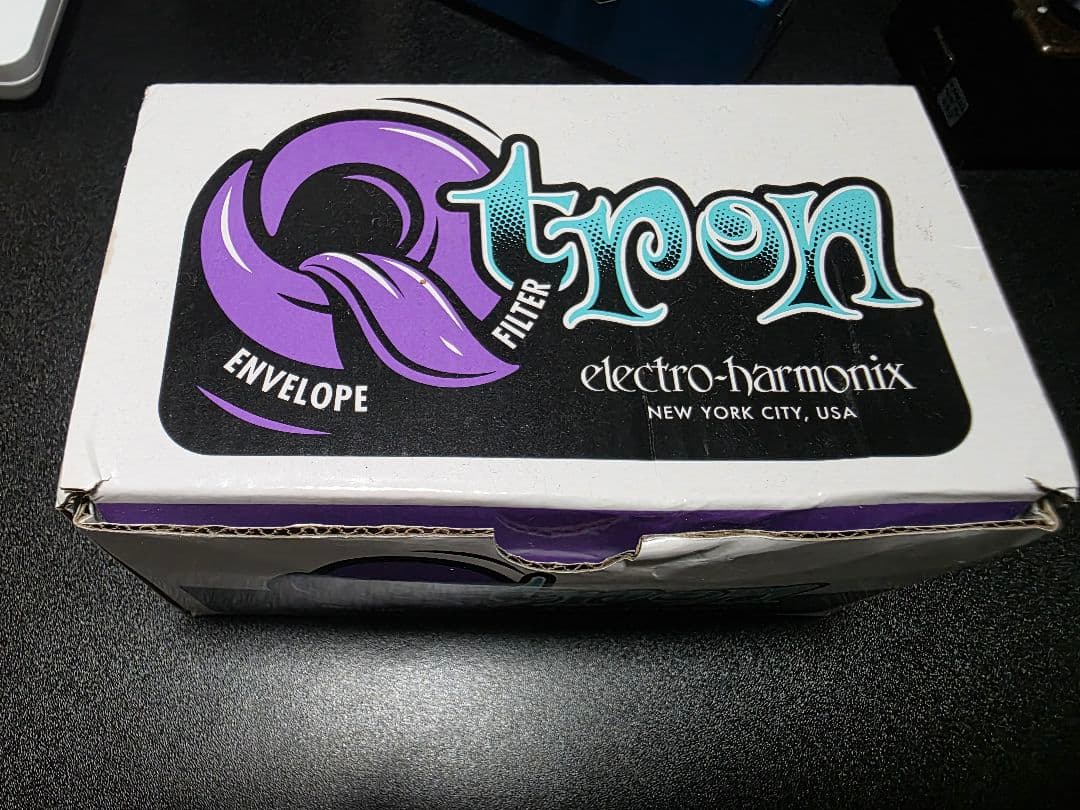 Qtron
ENVELOPE FILTER
electro-harmonix
NEW YORK CITY, USA